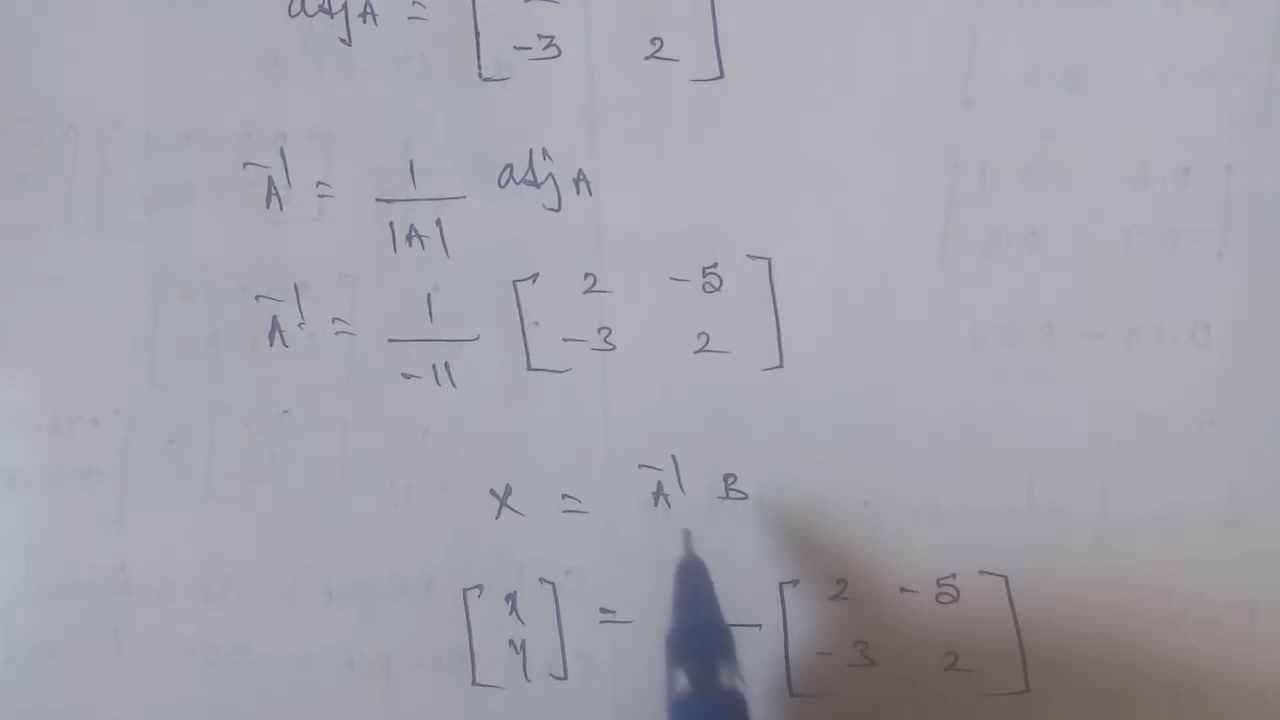 adj A = [
-3 2 ]
A⁻¹ = 1/|A| adj A
A⁻¹ = 1/-11 [ 2 -5
-3 2 ]
X = A⁻¹ B
[ x
y ] = [ 2 -5
-3 2 ]